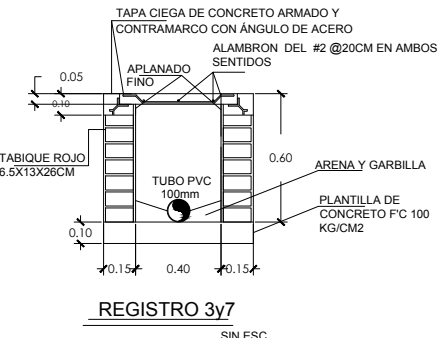 TAPA CIEGA DE CONCRETO ARMADO Y
CONTRAMARCO CON ÁNGULO DE ACERO
ALAMBRON DEL #2 @20CM EN AMBOS
SENTIDOS
APLANADO
FINO
0.05
0.10
TABIQUE ROJO
6.5X13X26CM
0.60
ARENA Y GARBILLA
TUBO PVC
100mm
PLANTILLA DE
CONCRETO F'C 100
KG/CM2
0.10
0.15
0.40
0.15
REGISTRO 3y7
SIN ESC